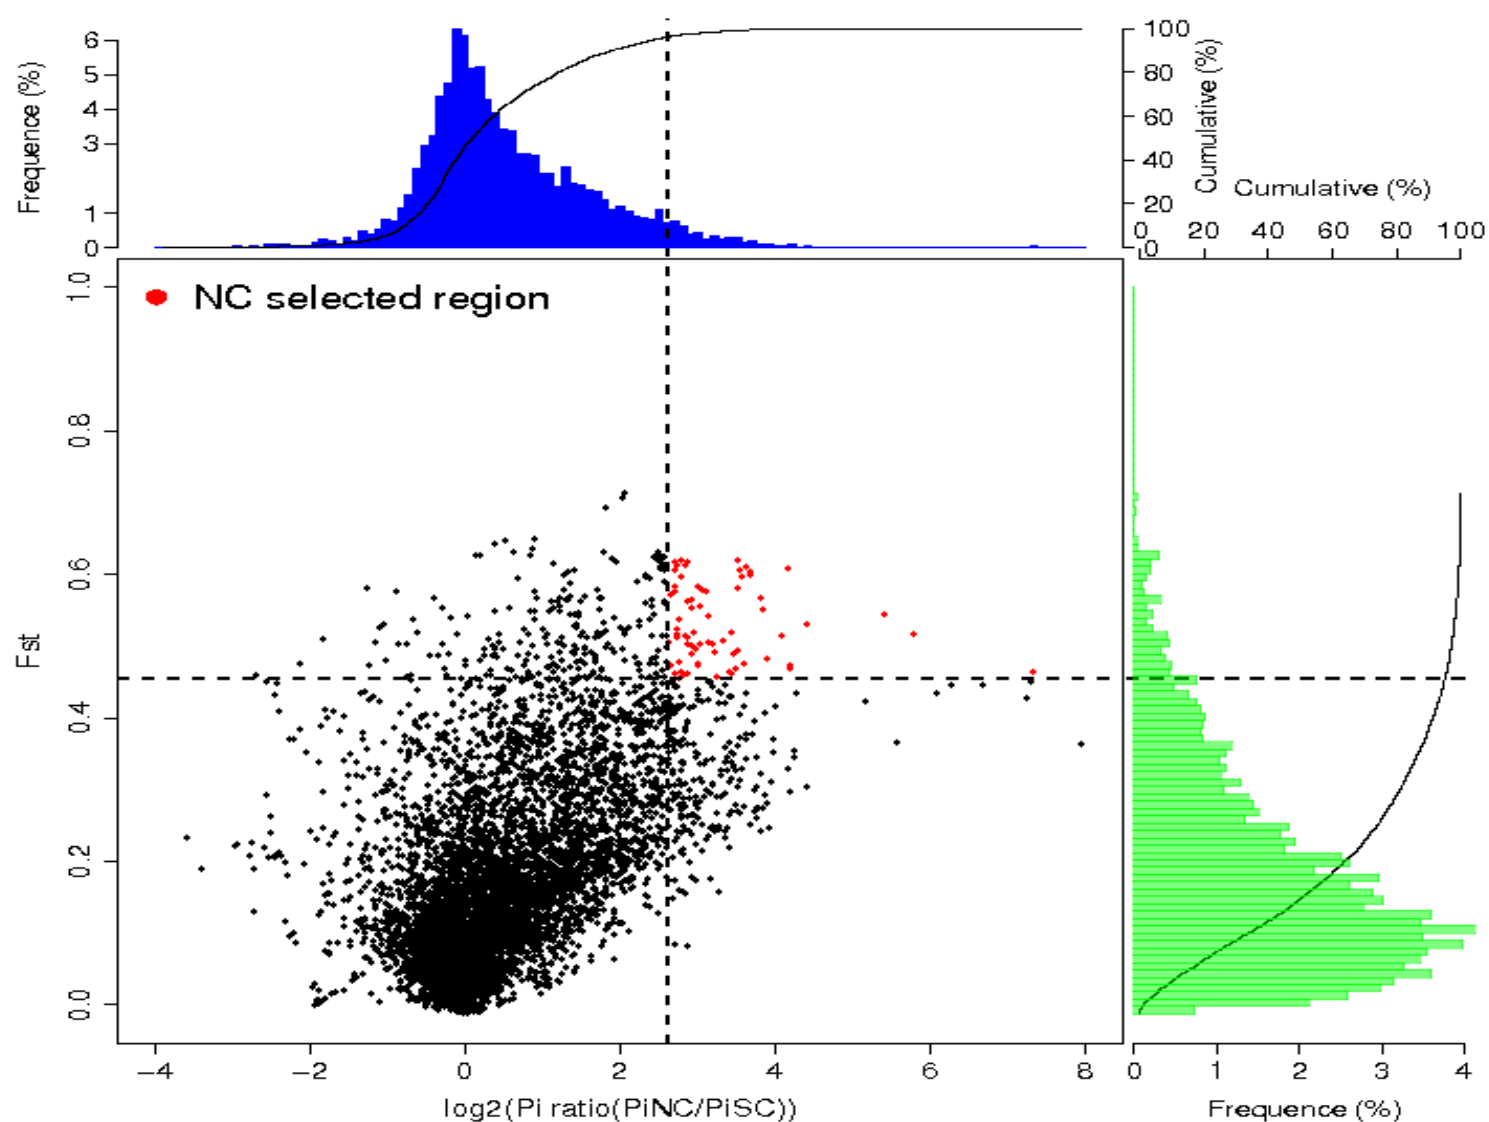 Frequence (%)
6
5
4
3
1
0
100
80
60
40
20
0
Cumulative (%)
Cumulative (%)
0 20 40 60 80 100
NC selected region
Fst
1.0
0.8
0.6
0.4
0.2
0.0
−4 −2 0 2 4 6 8
log2(Pi ratio(PiNC/PiSC))
0 1 2 3 4
Frequence (%)